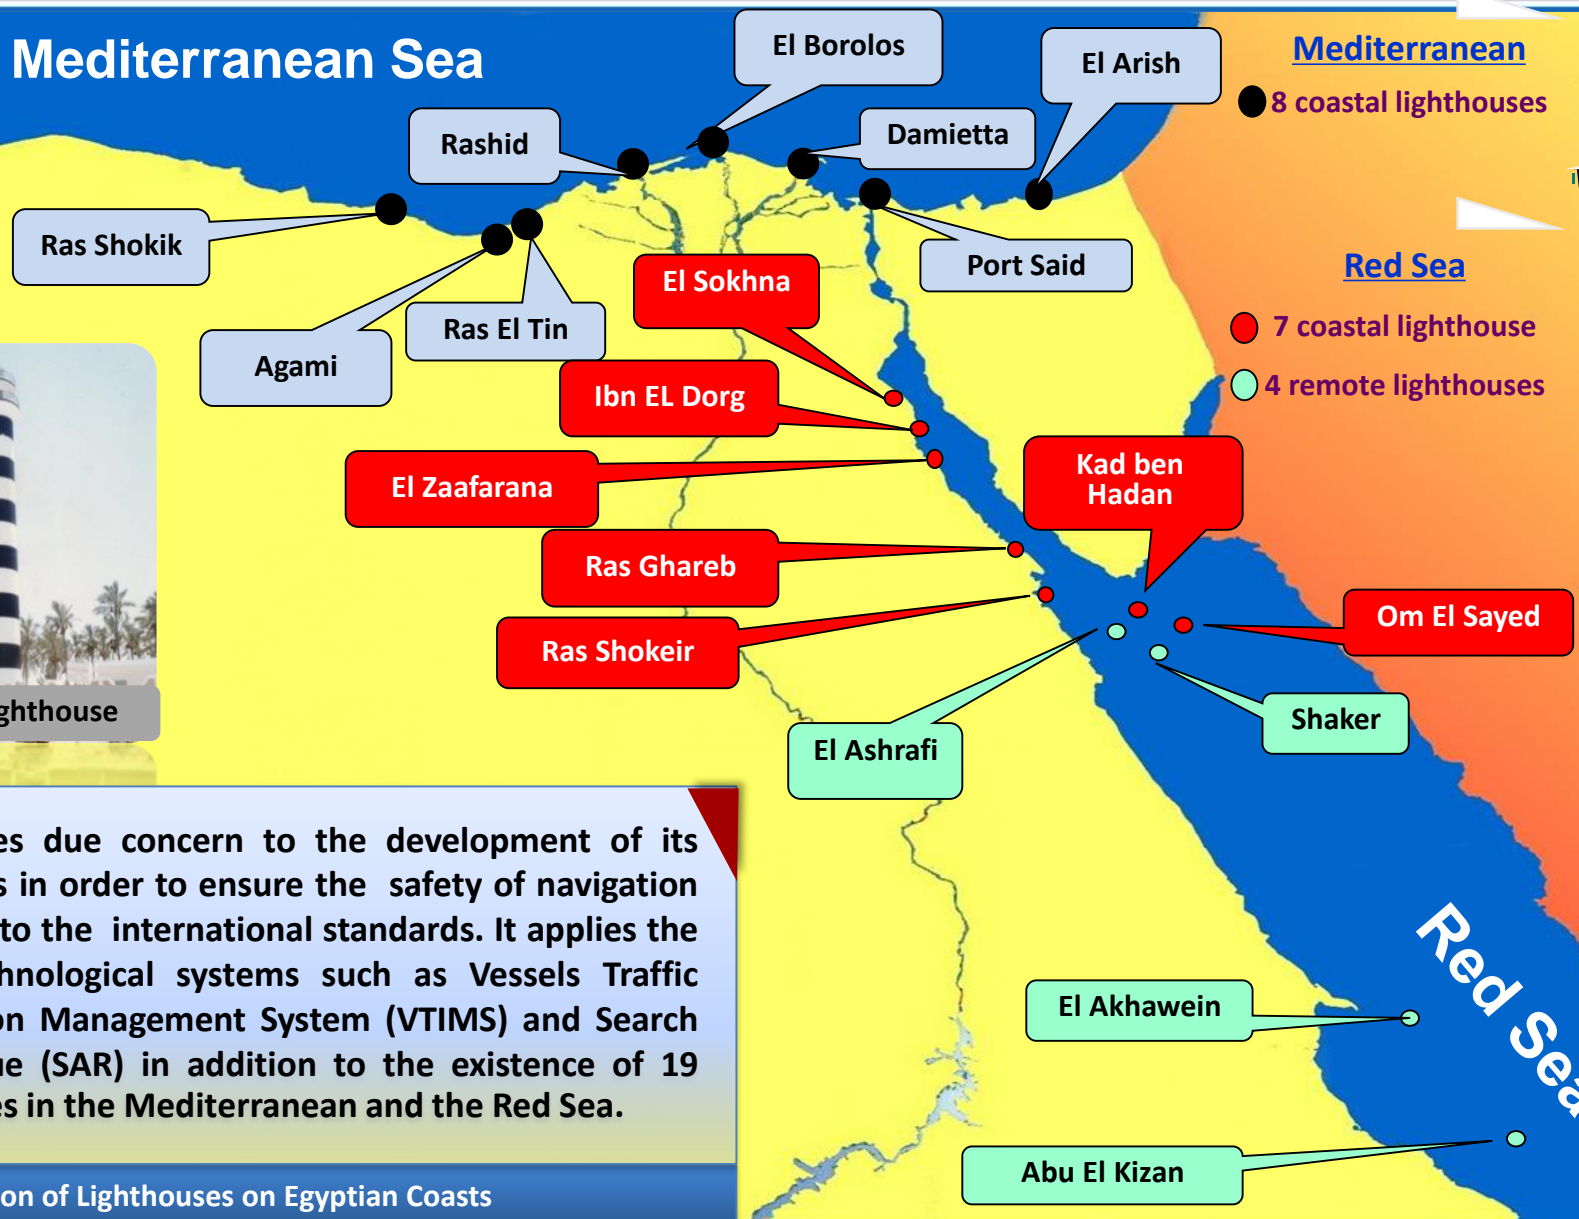 Mediterranean Sea
El Borolos
El Arish
Mediterranean
8 coastal lighthouses
Rashid
Damietta
Ras Shokik
Port Said
Red Sea
El Sokhna
7 coastal lighthouse
Ras El Tin
Agami
4 remote lighthouses
Ibn EL Dorg
Kad ben
Hadan
El Zaafarana
Ras Ghareb
Om El Sayed
Ras Shokeir
ghthouse
Shaker
El Ashrafi
es due concern to the development of its
s in order to ensure the safety of navigation
to the international standards. It applies the
chnological systems such as Vessels Traffic
on Management System (VTIMS) and Search
ue (SAR) in addition to the existence of 19
es in the Mediterranean and the Red Sea.
Red Sea
El Akhawein
Abu El Kizan
on of Lighthouses on Egyptian Coasts